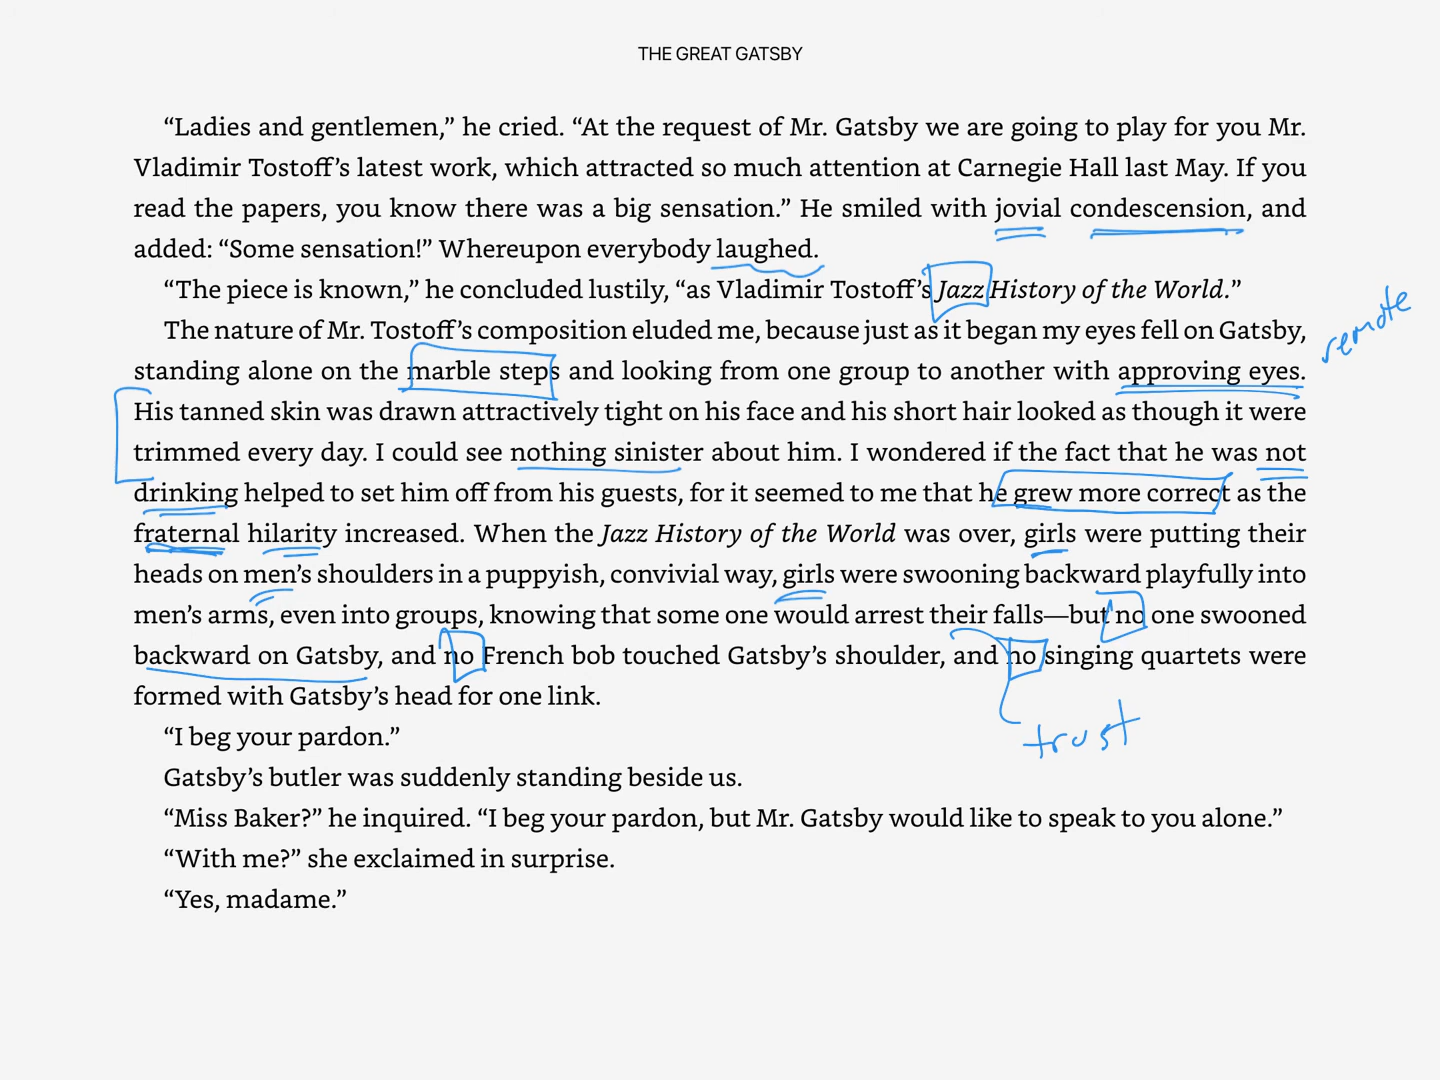 THE GREAT GATSBY
“Ladies and gentlemen,” he cried. “At the request of Mr. Gatsby we are going to play for you Mr.
Vladimir Tostoff’s latest work, which attracted so much attention at Carnegie Hall last May. If you
read the papers, you know there was a big sensation.” He smiled with jovial condescension, and
added: “Some sensation!” Whereupon everybody laughed.
“The piece is known,” he concluded lustily, “as Vladimir Tostoff’s Jazz History of the World.”
The nature of Mr. Tostoff’s composition eluded me, because just as it began my eyes fell on Gatsby,
remote
standing alone on the marble steps and looking from one group to another with approving eyes.
His tanned skin was drawn attractively tight on his face and his short hair looked as though it were
trimmed every day. I could see nothing sinister about him. I wondered if the fact that he was not
drinking helped to set him off from his guests, for it seemed to me that he grew more correct as the
fraternal hilarity increased. When the Jazz History of the World was over, girls were putting their
heads on men’s shoulders in a puppyish, convivial way, girls were swooning backward playfully into
men’s arms, even into groups, knowing that some one would arrest their falls—but no one swooned
backward on Gatsby, and no French bob touched Gatsby’s shoulder, and no singing quartets were
formed with Gatsby’s head for one link.
trust
“I beg your pardon.”
Gatsby’s butler was suddenly standing beside us.
“Miss Baker?” he inquired. “I beg your pardon, but Mr. Gatsby would like to speak to you alone.”
“With me?” she exclaimed in surprise.
“Yes, madame.”